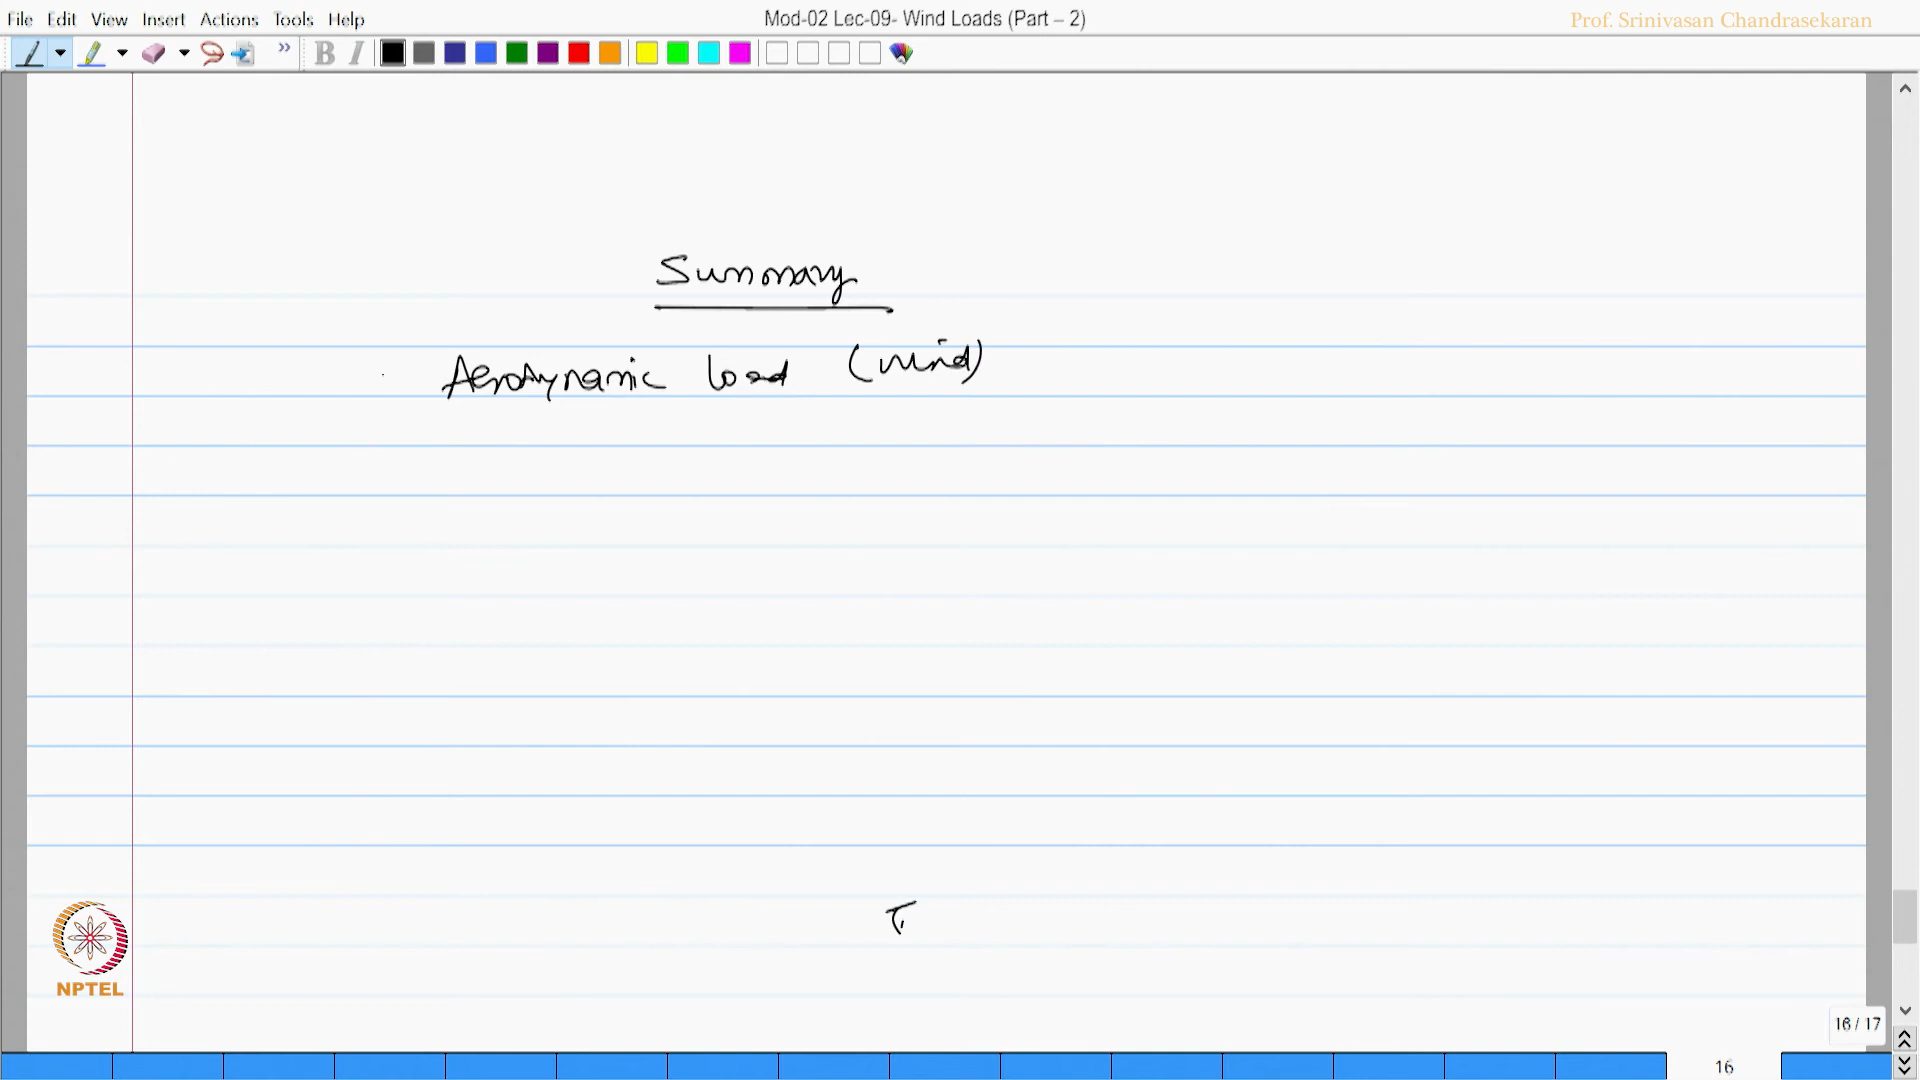 File Edit View Insert Actions Tools Help
Mod-02 Lec-09- Wind Loads (Part – 2)
Prof. Srinivasan Chandrasekaran
» B I
Summary
Aerodynamic load (wind)
NPTEL
16 / 17
16